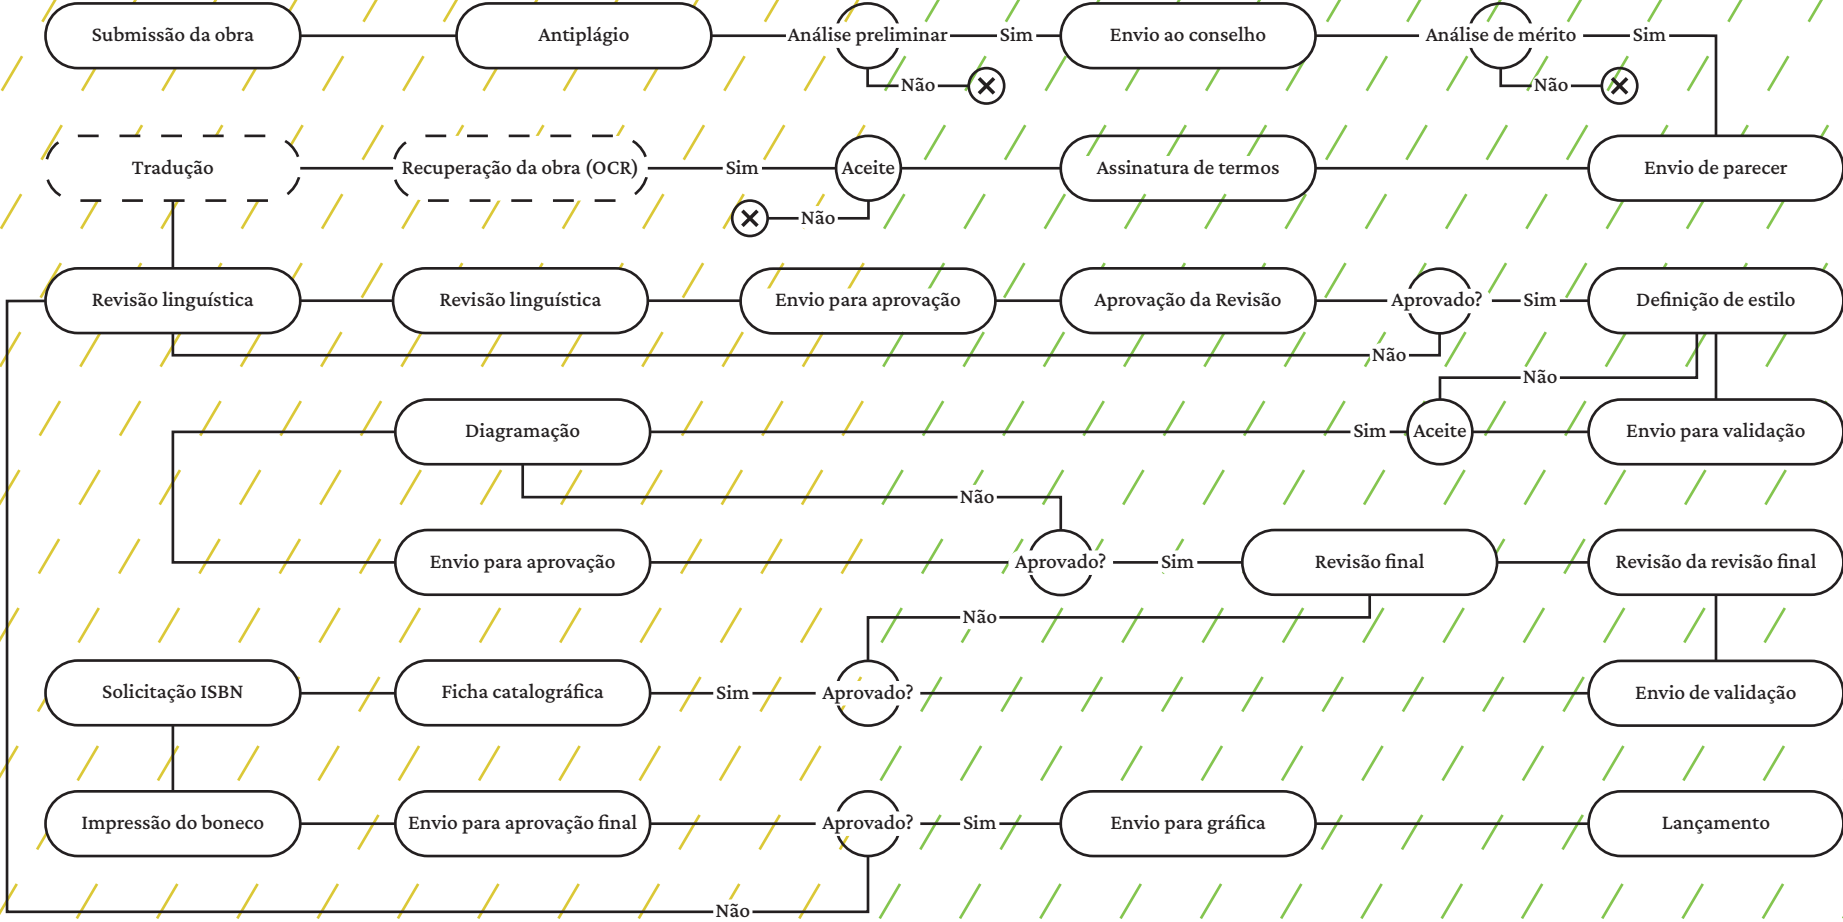 Submissão da obra
Antiplágio
Análise preliminar
Sim
Envio ao conselho
Análise de mérito
Sim
Não
Não
Tradução
Recuperação da obra (OCR)
Sim
Aceite
Assinatura de termos
Envio de parecer
Não
Revisão linguística
Revisão linguística
Envio para aprovação
Aprovação da Revisão
Aprovado?
Sim
Definição de estilo
Não
Não
Diagramação
Sim
Aceite
Envio para validação
Não
Envio para aprovação
Aprovado?
Sim
Revisão final
Revisão da revisão final
Não
Solicitação ISBN
Ficha catalográfica
Sim
Aprovado?
Envio de validação
Impressão do boneco
Envio para aprovação final
Aprovado?
Sim
Envio para gráfica
Lançamento
Não